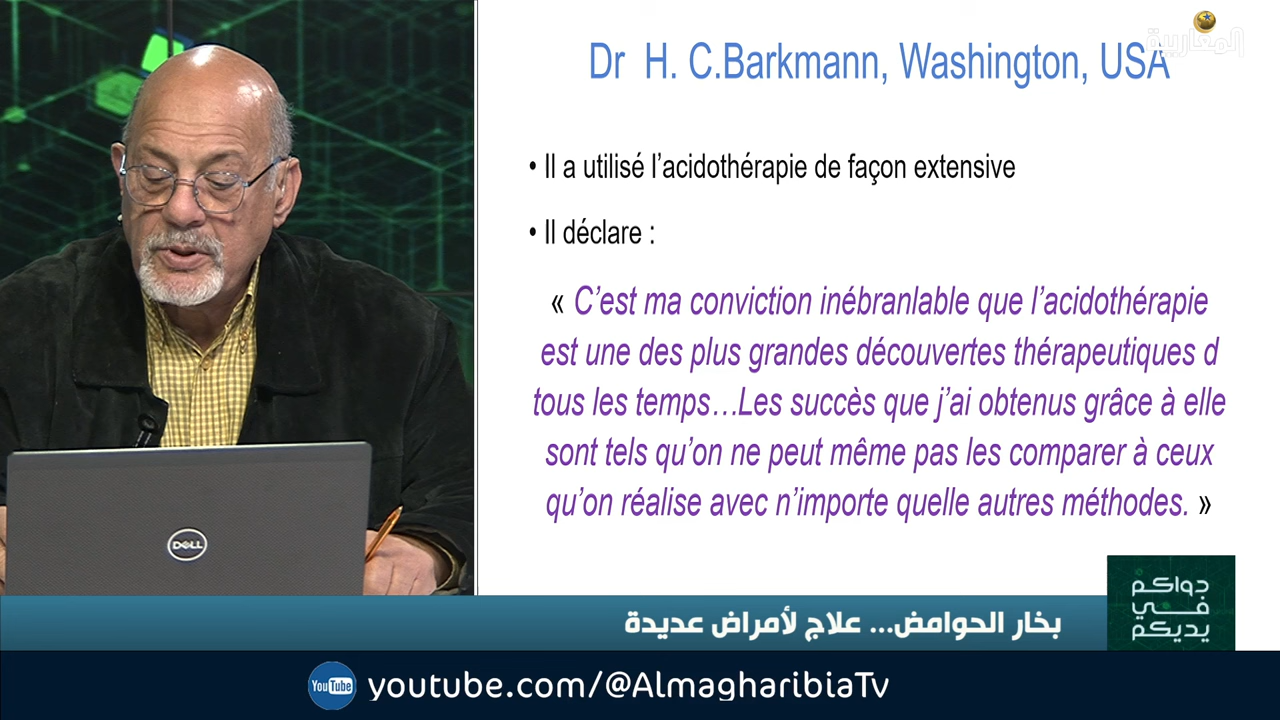 المغاربية
Dr H. C.Barkmann, Washington, USA
• Il a utilisé l’acidothérapie de façon extensive
• Il déclare :
« C’est ma conviction inébranlable que l’acidothérapie
est une des plus grandes découvertes thérapeutiques d
tous les temps…Les succès que j’ai obtenus grâce à elle
sont tels qu’on ne peut même pas les comparer à ceux
qu’on réalise avec n’importe quelle autres méthodes. »
DELL
دواكم
في
يديكم
بخار الحوامض... علاج لأمراض عديدة
YouTube youtube.com/@AlmagharibiaTv